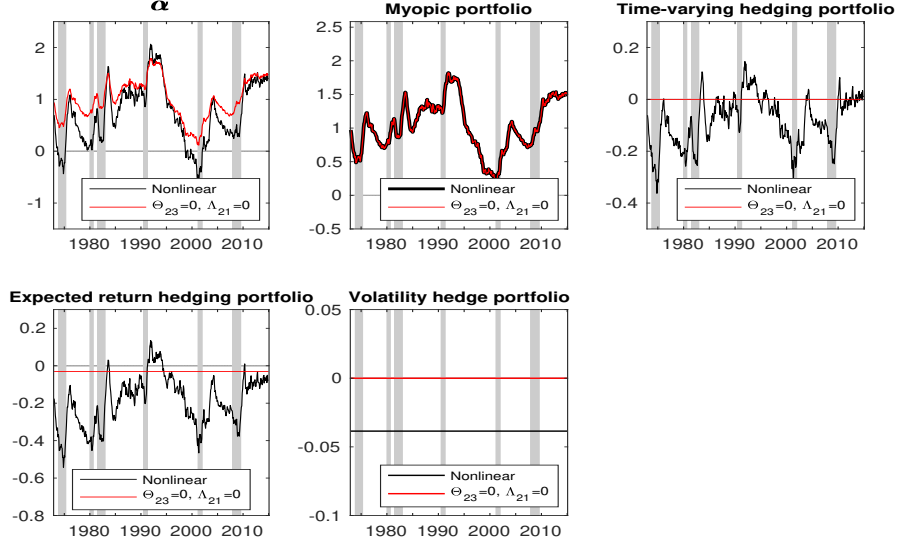 α
2
1
0
-1
1980 1990 2000 2010
Nonlinear
Θ23=0, Λ21=0
Myopic portfolio
2.5
2
1.5
1
0.5
0
-0.5
1980 1990 2000 2010
Nonlinear
Θ23=0, Λ21=0
Time-varying hedging portfolio
0.2
0
-0.2
-0.4
1980 1990 2000 2010
Nonlinear
Θ23=0, Λ21=0
Expected return hedging portfolio
0.2
0
-0.2
-0.4
-0.6
-0.8
1980 1990 2000 2010
Nonlinear
Θ23=0, Λ21=0
Volatility hedge portfolio
0.05
0
-0.05
-0.1
1980 1990 2000 2010
Nonlinear
Θ23=0, Λ21=0